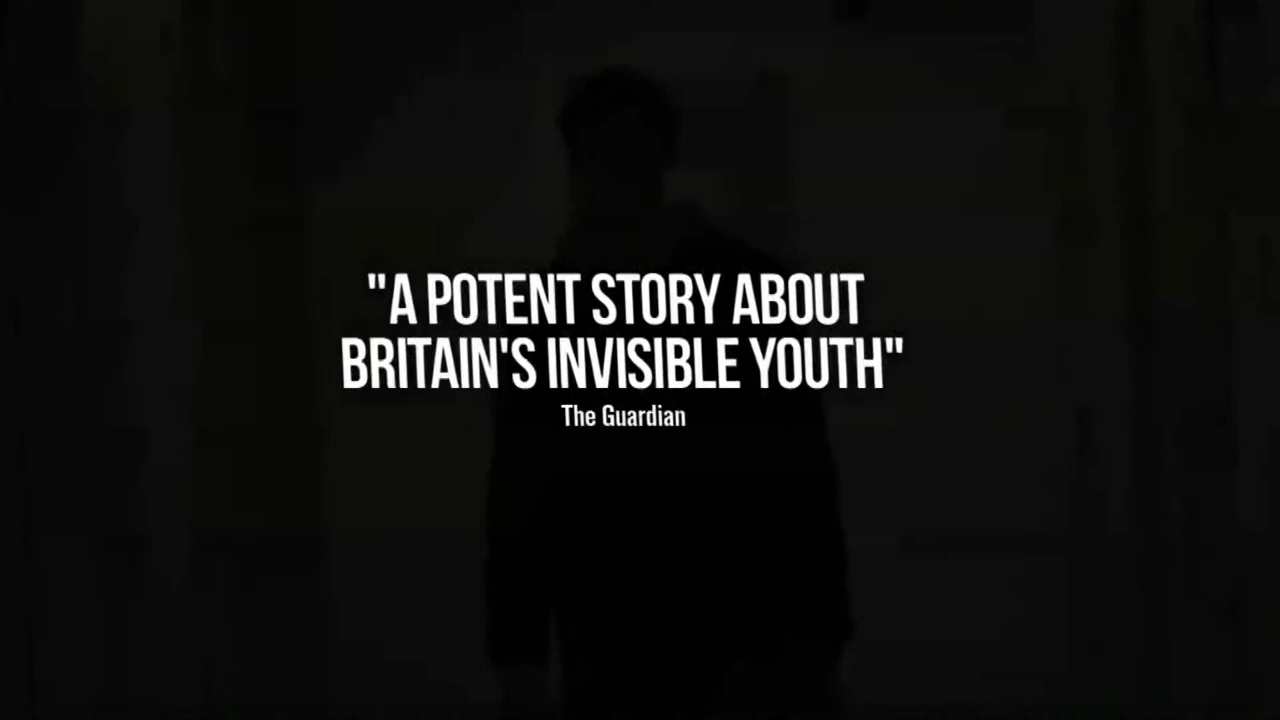 "A POTENT STORY ABOUT
BRITAIN'S INVISIBLE YOUTH"
The Guardian